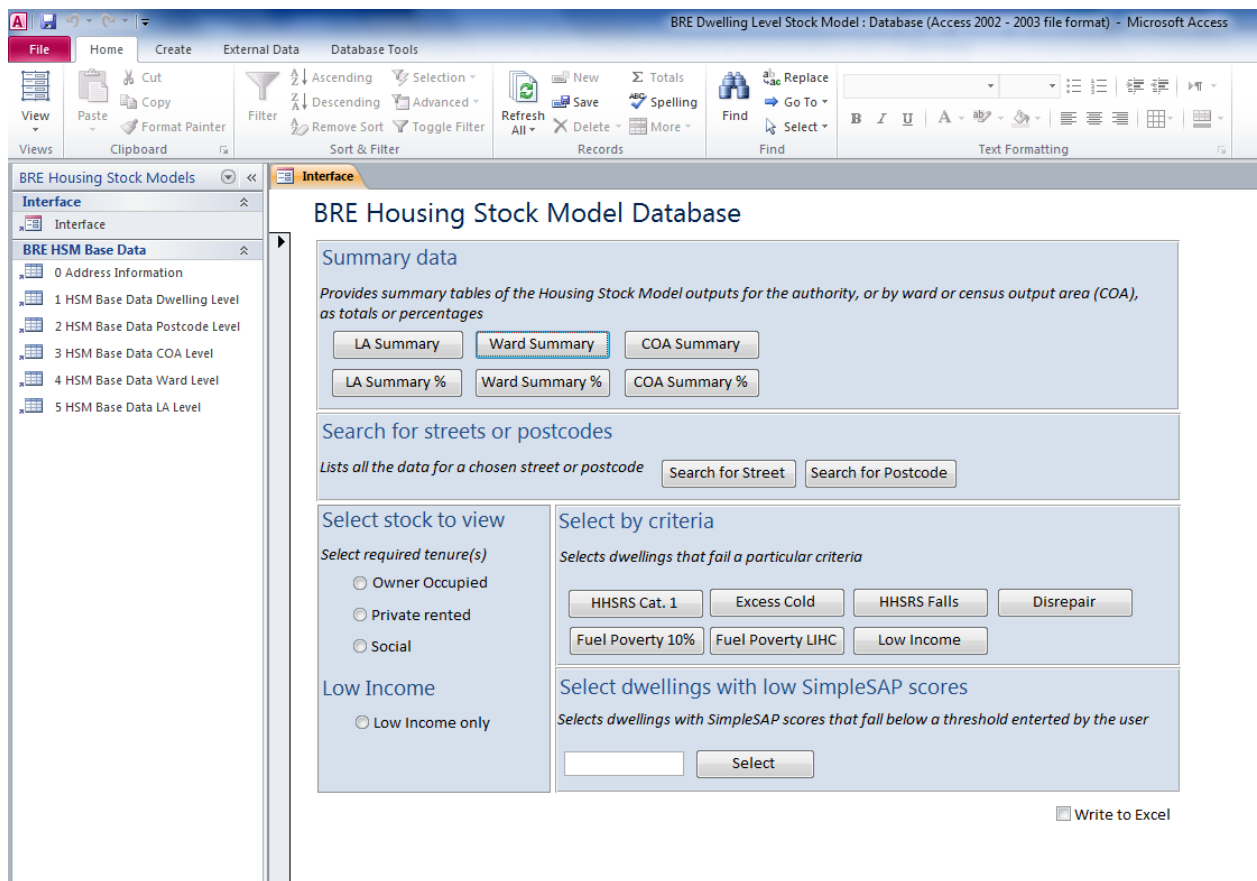 BRE Dwelling Level Stock Model : Database (Access 2002 - 2003 file format) - Microsoft Access
File Home Create External Data Database Tools
View
Views
Paste
Cut
Copy
Format Painter
Clipboard
Filter
Ascending
Descending
Remove Sort
Selection
Advanced
Toggle Filter
Sort & Filter
Refresh
All
New
Save
Delete
Totals
Spelling
More
Records
Find
Replace
Go To
Select
Find
B I U A
Text Formatting
BRE Housing Stock Models
Interface
Interface
BRE HSM Base Data
0 Address Information
1 HSM Base Data Dwelling Level
2 HSM Base Data Postcode Level
3 HSM Base Data COA Level
4 HSM Base Data Ward Level
5 HSM Base Data LA Level
Interface
BRE Housing Stock Model Database
Summary data
Provides summary tables of the Housing Stock Model outputs for the authority, or by ward or census output area (COA),
as totals or percentages
LA Summary Ward Summary COA Summary
LA Summary % Ward Summary % COA Summary %
Search for streets or postcodes
Lists all the data for a chosen street or postcode Search for Street Search for Postcode
Select stock to view
Select required tenure(s)
Owner Occupied
Private rented
Social
Low Income
Low Income only
Select by criteria
Selects dwellings that fail a particular criteria
HHSRS Cat. 1 Excess Cold HHSRS Falls Disrepair
Fuel Poverty 10% Fuel Poverty LIHC Low Income
Select dwellings with low SimpleSAP scores
Selects dwellings with SimpleSAP scores that fall below a threshold enterted by the user
Select
Write to Excel